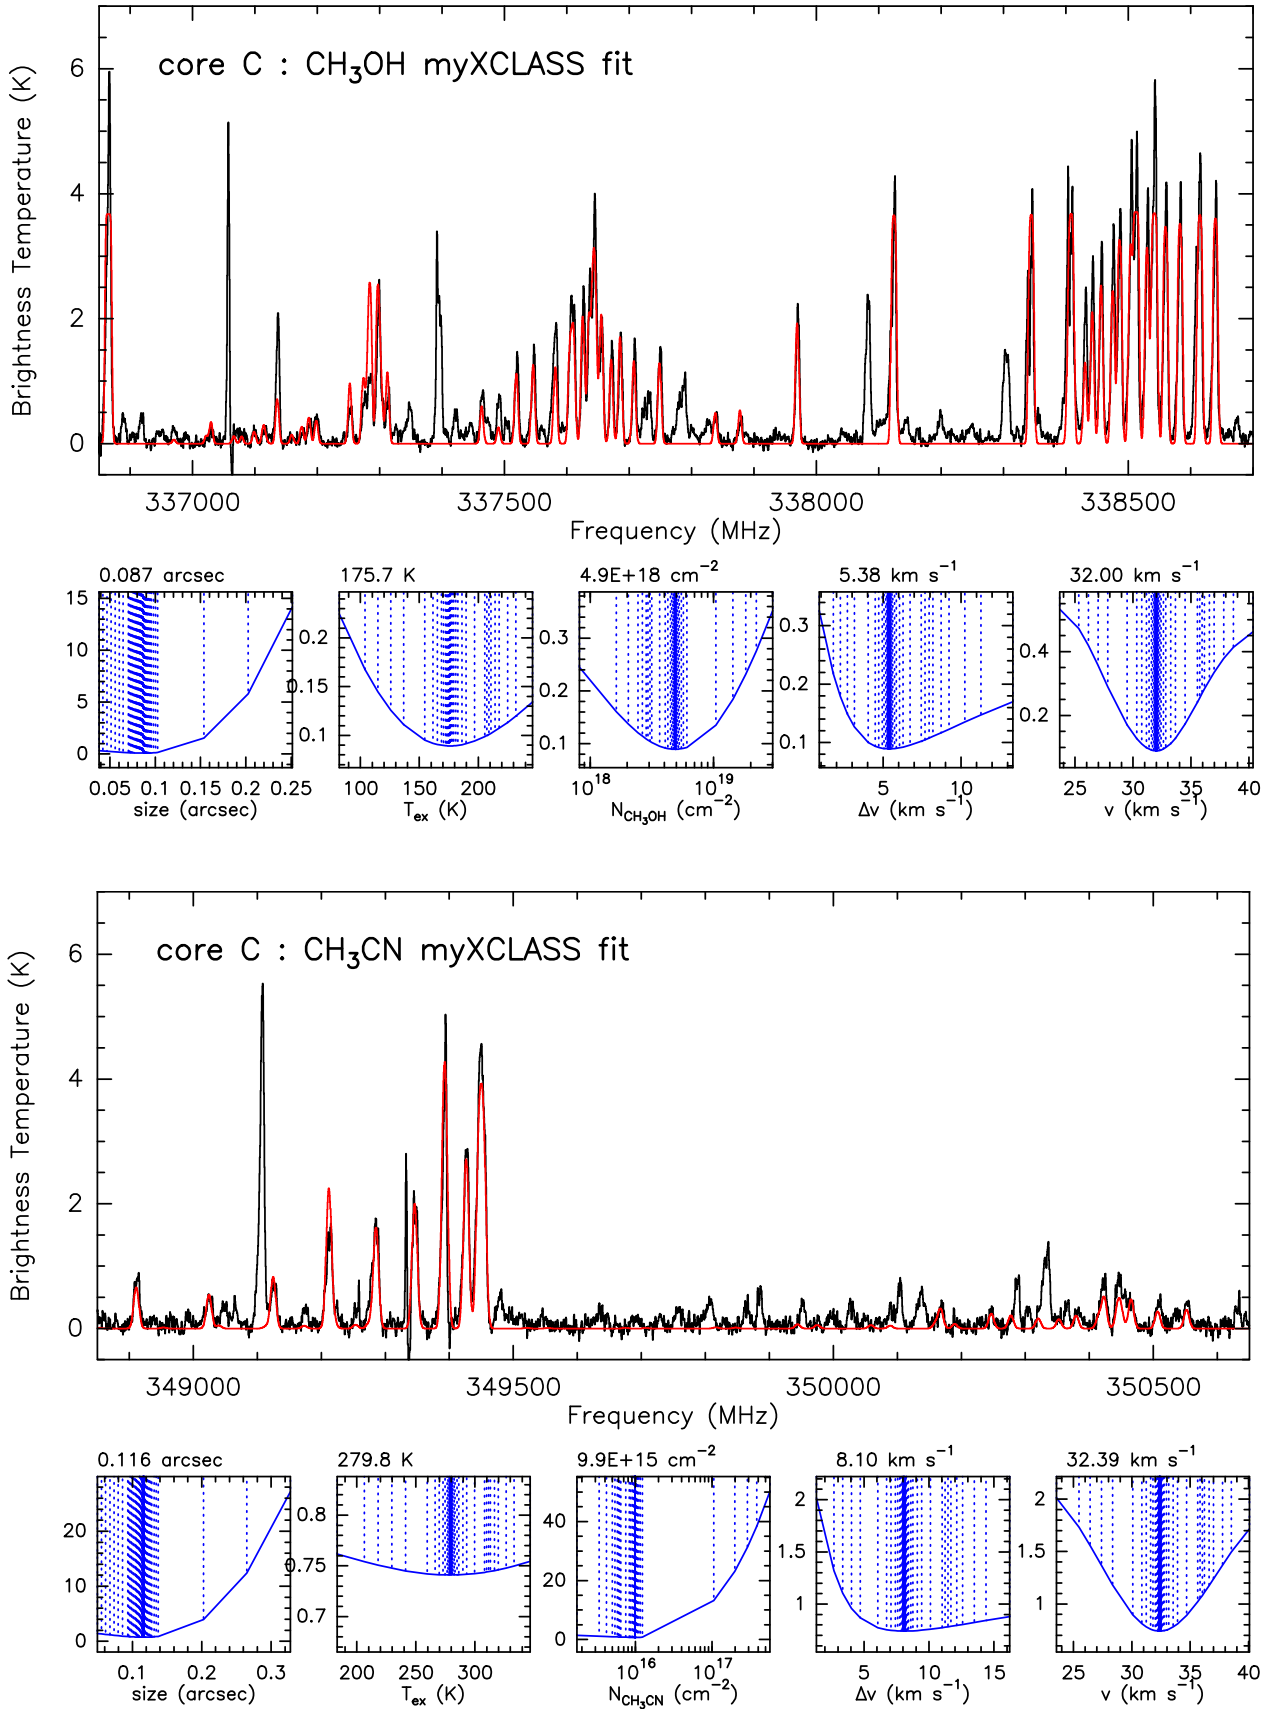 core C : CH₃OH myXCLASS fit
Brightness Temperature (K)
6
4
2
0
337000 337500 338000 338500
Frequency (MHz)
0.087 arcsec 175.7 K 4.9E+18 cm⁻² 5.38 km s⁻¹ 32.00 km s⁻¹
15 10 5 0
0.2 0.15 0.1
0.3 0.2 0.1
0.3 0.2 0.1
0.4 0.2
0.05 0.1 0.15 0.2 0.25 100 150 200 10¹⁸ 10¹⁹ 5 10 25 30 35 40
size (arcsec) Tₑₓ (K) N_CH₃OH (cm⁻²) Δv (km s⁻¹) v (km s⁻¹)
core C : CH₃CN myXCLASS fit
Brightness Temperature (K)
6
4
2
0
349000 349500 350000 350500
Frequency (MHz)
0.116 arcsec 279.8 K 9.9E+15 cm⁻² 8.10 km s⁻¹ 32.39 km s⁻¹
20 10 0
0.8 0.75 0.7
40 20 0
2 1.5 1
2 1.5 1
0.1 0.2 0.3 200 250 300 10¹⁶ 10¹⁷ 5 10 15 25 30 35 40
size (arcsec) Tₑₓ (K) N_CH₃CN (cm⁻²) Δv (km s⁻¹) v (km s⁻¹)